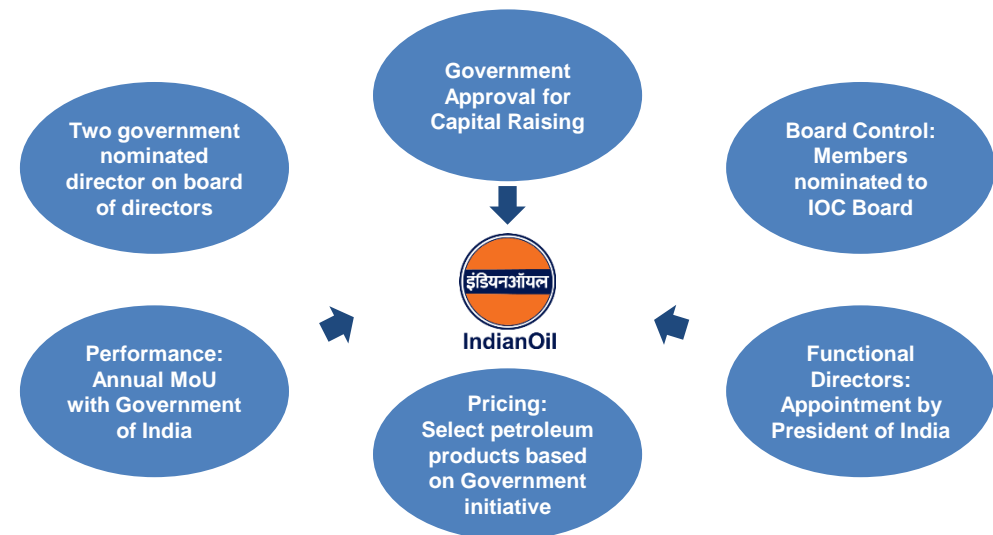 Government
Approval for
Capital Raising
Two government
nominated
director on board
of directors
Board Control:
Members
nominated to
IOC Board
इंडियनऑयल
IndianOil
Performance:
Annual MoU
with Government
of India
Pricing:
Select petroleum
products based
on Government
initiative
Functional
Directors:
Appointment by
President of India